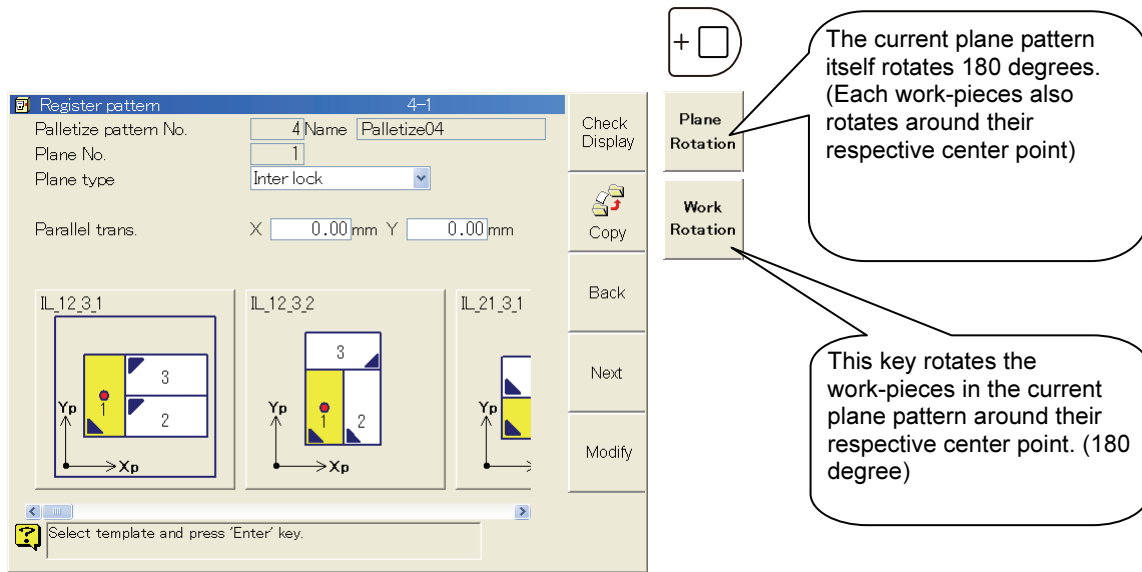 Register pattern 4-1
Palletize pattern No. 4 Name Palletize04
Plane No. 1
Plane type Inter lock
Parallel trans. X 0.00 mm Y 0.00 mm
IL_12_3_1
3
1
2
Yp
Xp
IL_12_3_2
3
1
2
Yp
Xp
IL_21_3_1
Yp
Select template and press 'Enter' key.
Check
Display
Copy
Back
Next
Modify
+
Plane
Rotation
Work
Rotation
The current plane pattern
itself rotates 180 degrees.
(Each work-pieces also
rotates around their
respective center point)
This key rotates the
work-pieces in the current
plane pattern around their
respective center point. (180
degree)